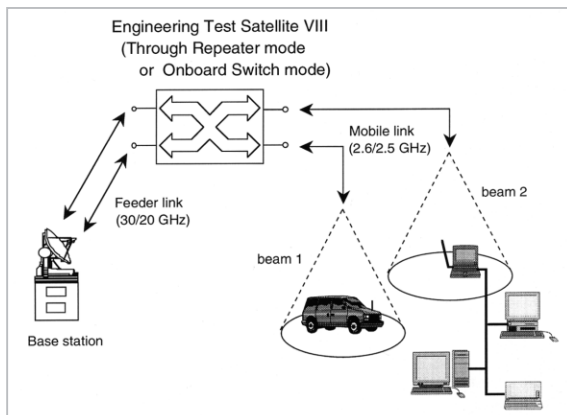 Engineering Test Satellite VIII
(Through Repeater mode
or Onboard Switch mode)
Mobile link
(2.6/2.5 GHz)
Feeder link
(30/20 GHz)
beam 2
beam 1
Base station